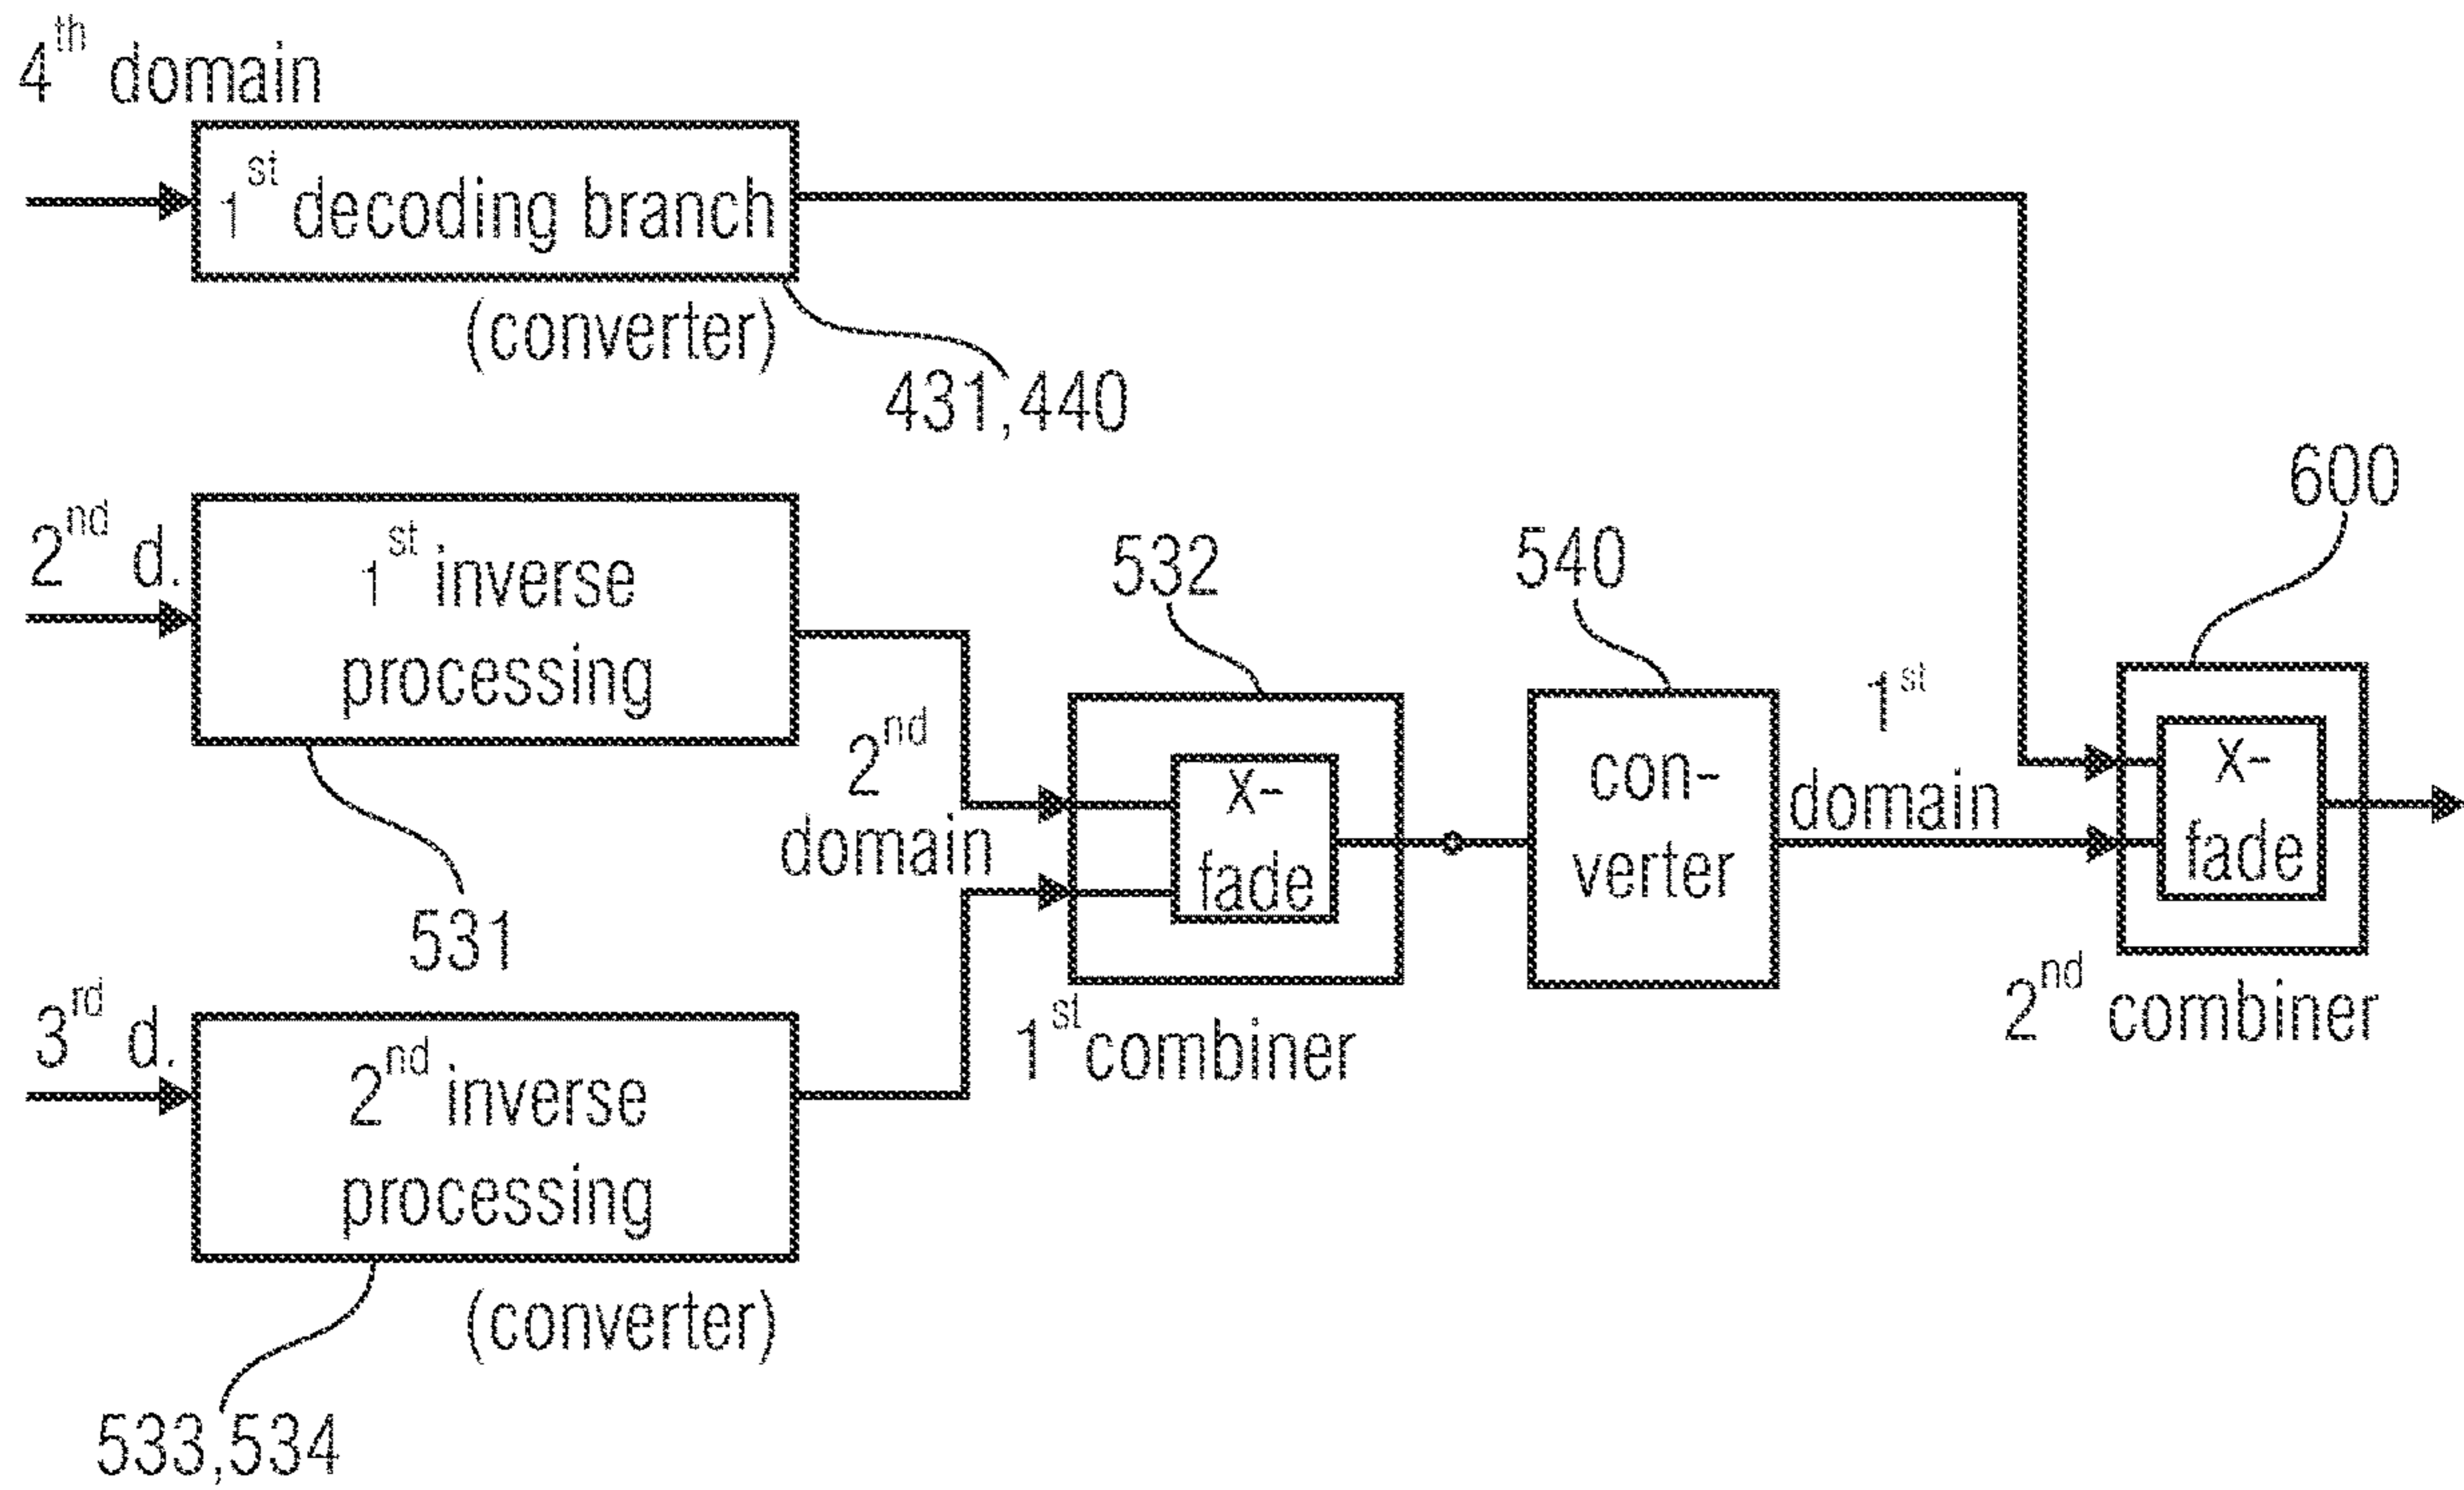 4th domain
1st decoding branch
(converter)
431,440
2nd d.
1st inverse
processing
531
2nd
domain
3rd d.
2nd inverse
processing
(converter)
533,534
532
x-
fade
1st combiner
540
con-
verter
1st
domain
600
x-
fade
2nd combiner